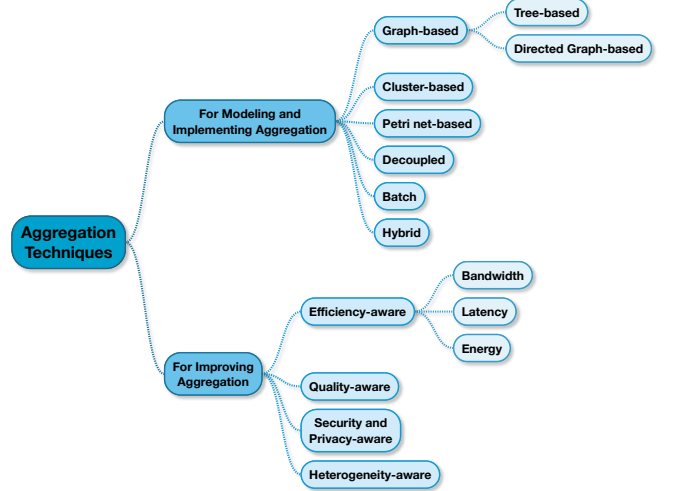 Aggregation
Techniques
For Modeling and
Implementing Aggregation
Graph-based
Tree-based
Directed Graph-based
Cluster-based
Petri net-based
Decoupled
Batch
Hybrid
For Improving
Aggregation
Efficiency-aware
Bandwidth
Latency
Energy
Quality-aware
Security and
Privacy-aware
Heterogeneity-aware